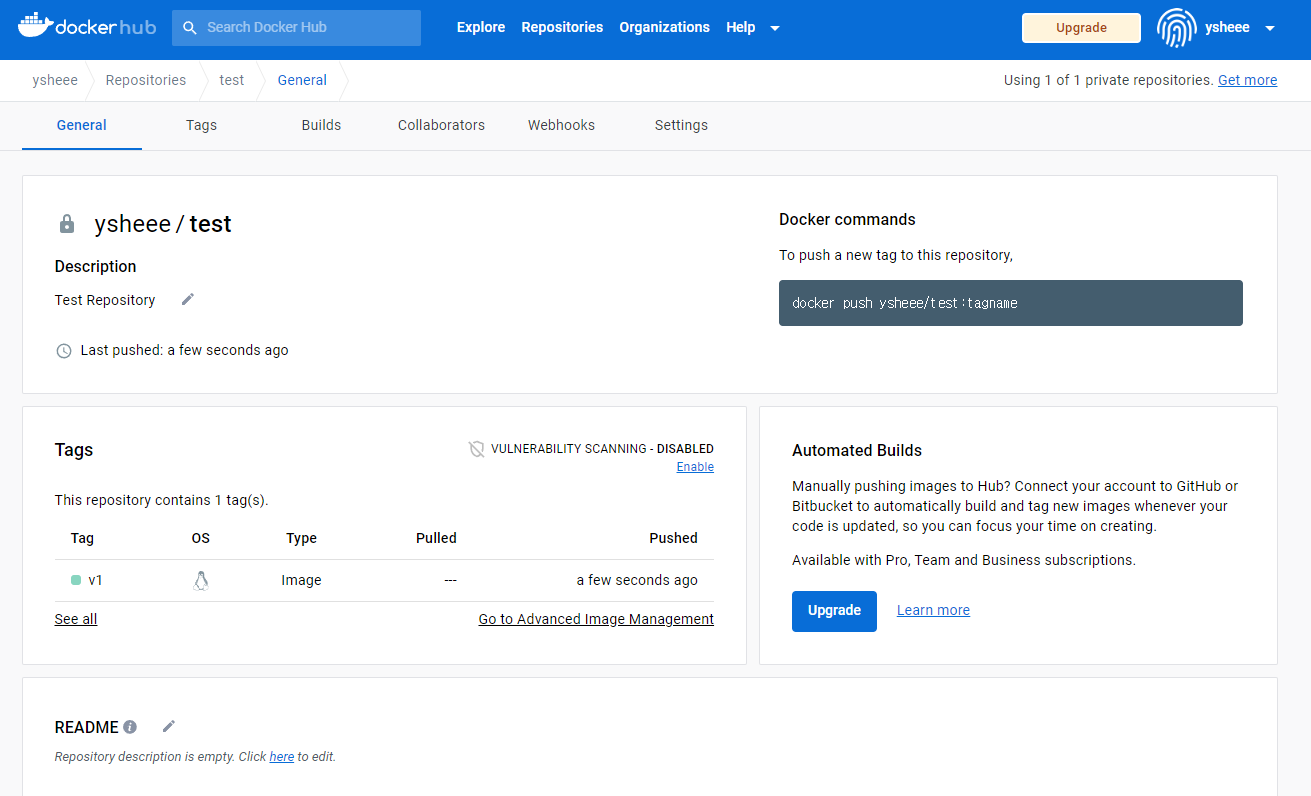 docker hub
Search Docker Hub
Explore Repositories Organizations Help
Upgrade
ysheee
ysheee Repositories test General
Using 1 of 1 private repositories. Get more
General Tags Builds Collaborators Webhooks Settings
ysheee / test
Description
Test Repository
Last pushed: a few seconds ago
Docker commands
To push a new tag to this repository,
docker push ysheee/test:tagname
Tags
VULNERABILITY SCANNING - DISABLED
Enable
This repository contains 1 tag(s).
Tag OS Type Pulled Pushed
v1 Image --- a few seconds ago
See all Go to Advanced Image Management
Automated Builds
Manually pushing images to Hub? Connect your account to GitHub or
Bitbucket to automatically build and tag new images whenever your
code is updated, so you can focus your time on creating.
Available with Pro, Team and Business subscriptions.
Upgrade Learn more
README i
Repository description is empty. Click here to edit.